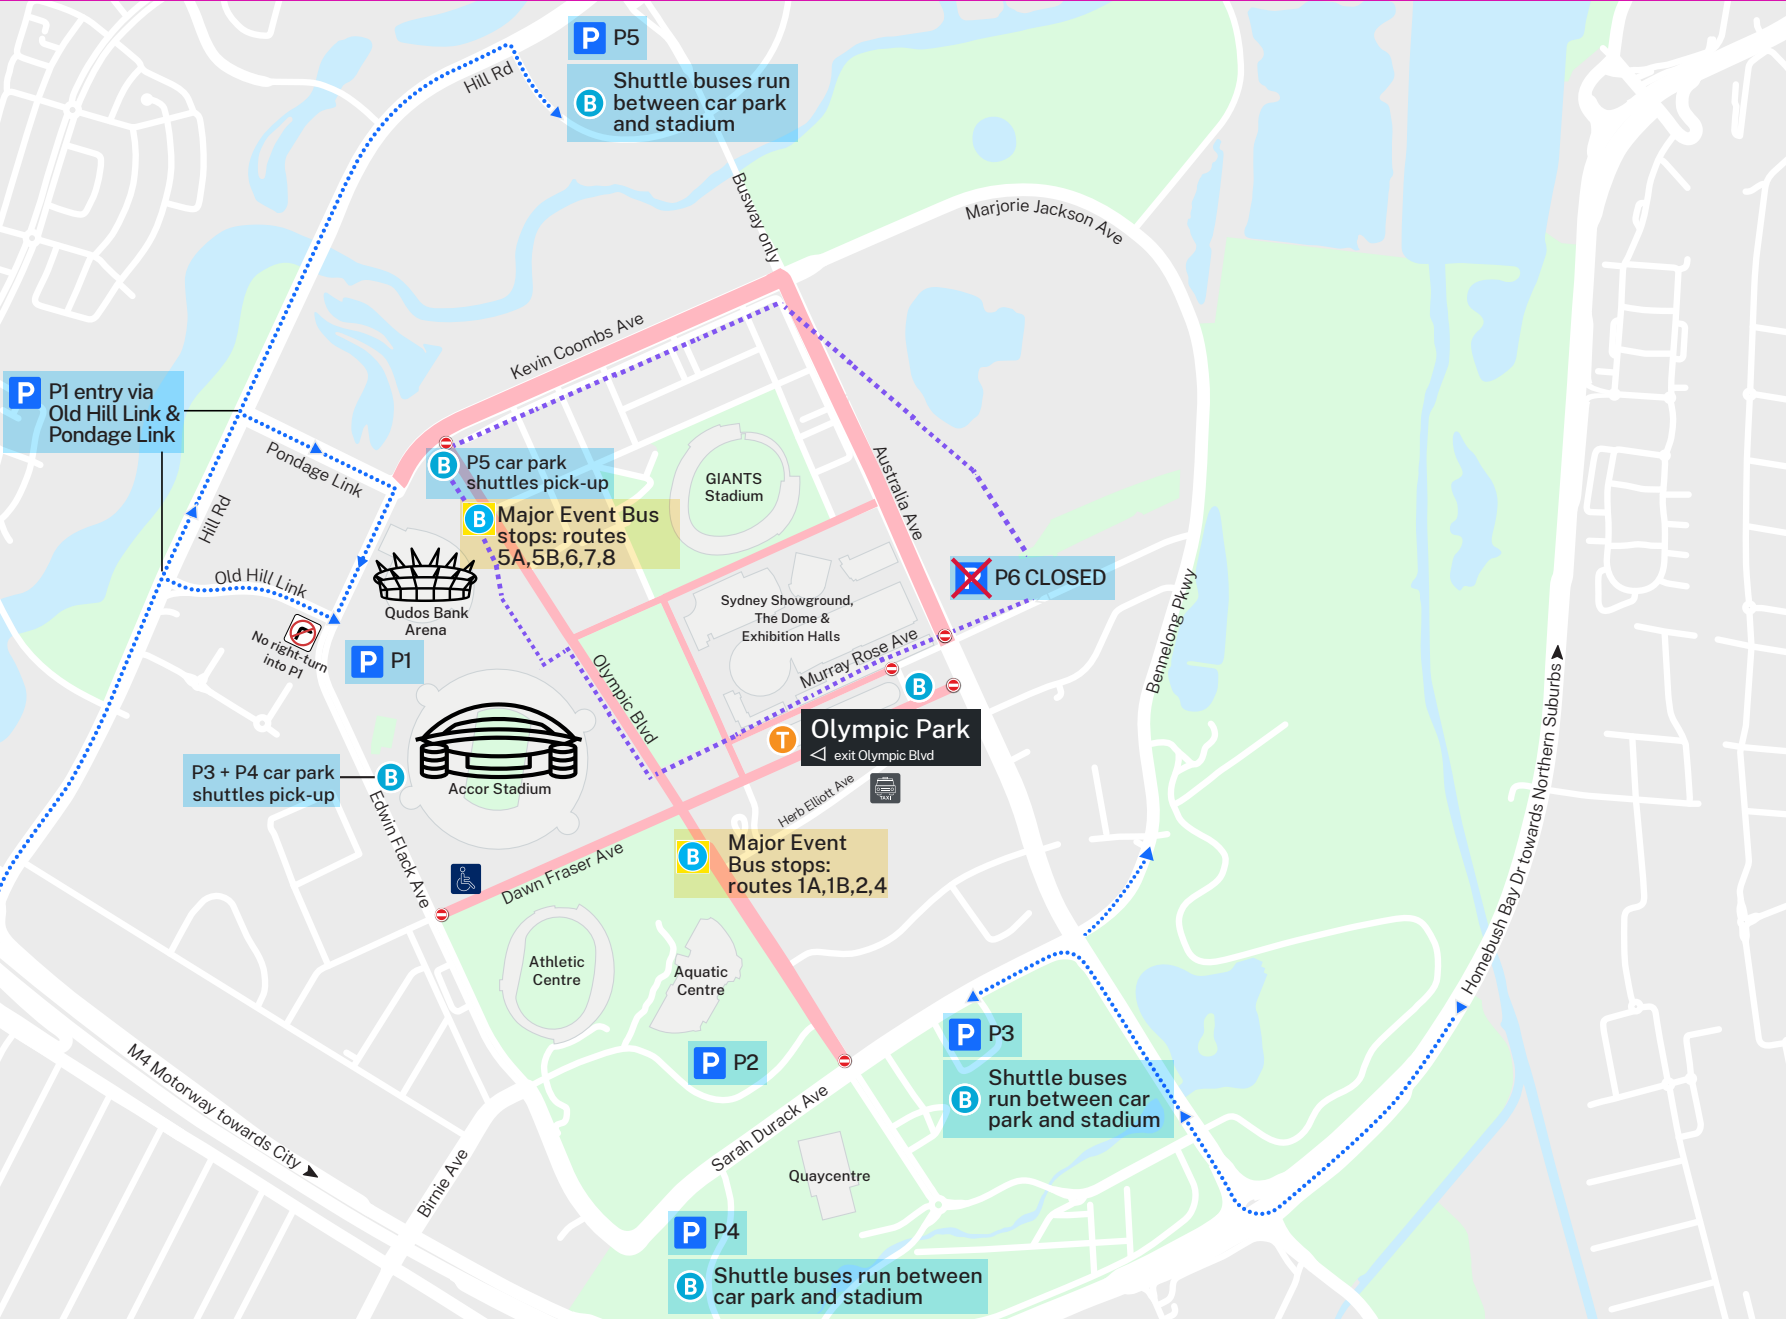 P P5
B Shuttle buses run
between car park
and stadium
Hill Rd
Busway only
Marjorie Jackson Ave
Kevin Coombs Ave
P P1 entry via
Old Hill Link &
Pondage Link
Pondage Link
Hill Rd
Old Hill Link
No right-turn
into P1
B P5 car park
shuttles pick-up
B Major Event Bus
stops: routes
5A,5B,6,7,8
GIANTS
Stadium
Australia Ave
P P6 CLOSED
Qudos Bank
Arena
P P1
Sydney Showground,
The Dome &
Exhibition Halls
Murray Rose Ave
Bennelong Pkwy
Olympic Blvd
B
T Olympic Park
exit Olympic Blvd
TAXI
Herb Elliott Ave
Accor Stadium
P3 + P4 car park
shuttles pick-up
B
Edwin Flack Ave
Dawn Fraser Ave
B Major Event
Bus stops:
routes 1A,1B,2,4
Homebush Bay Dr towards Northern Suburbs
Athletic
Centre
Aquatic
Centre
P P2
P P3
B Shuttle buses
run between car
park and stadium
Sarah Durack Ave
M4 Motorway towards City
Birnie Ave
Quaycentre
P P4
B Shuttle buses run between
car park and stadium